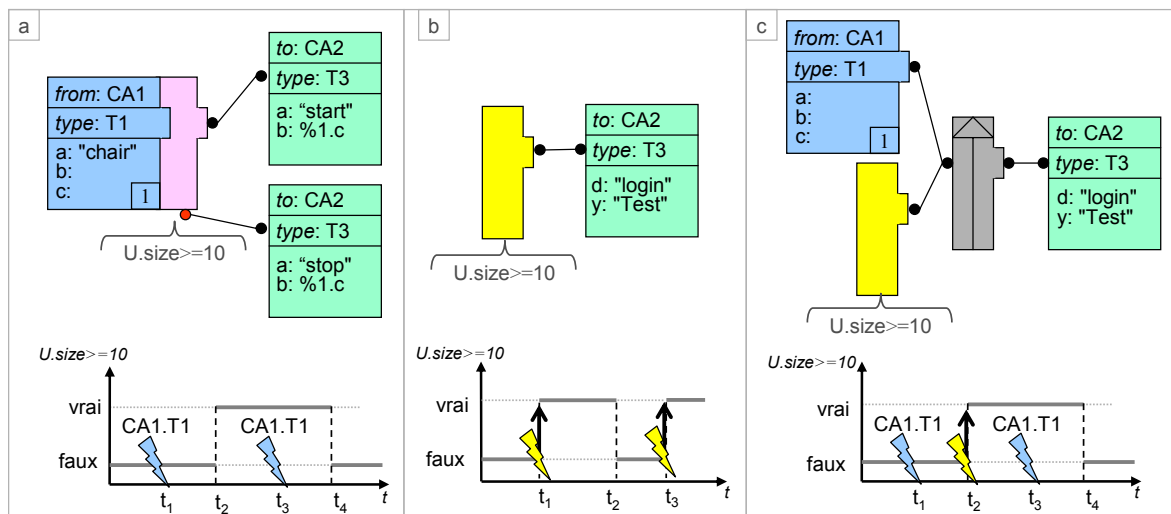 a
from: CA1
type: T1
a: "chair"
b:
c:
1
to: CA2
type: T3
a: “start"
b: %1.c
to: CA2
type: T3
a: “stop"
b: %1.c
U.size>=10
U.size>=10
vrai
faux
CA1.T1
CA1.T1
t1
t2
t3
t4
t
b
to: CA2
type: T3
d: "login"
y: "Test"
U.size>=10
U.size>=10
vrai
faux
t1
t2
t3
t
c
from: CA1
type: T1
a:
b:
c:
1
to: CA2
type: T3
d: "login"
y: "Test"
U.size>=10
U.size>=10
vrai
faux
CA1.T1
CA1.T1
t1
t2
t3
t4
t